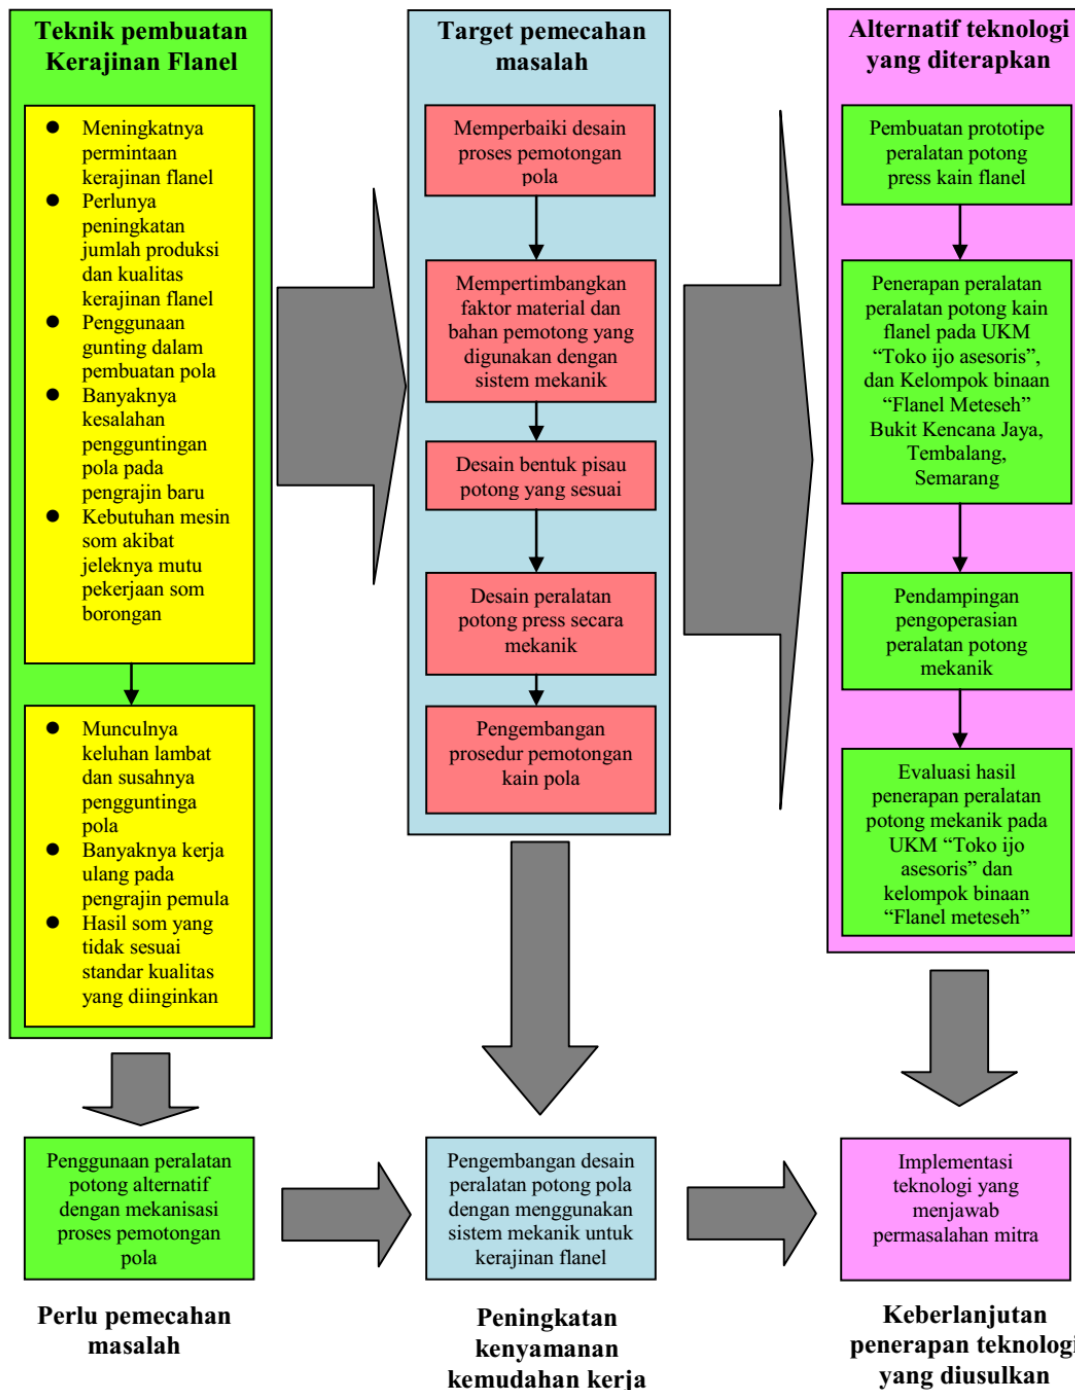 Teknik pembuatan
Kerajinan Flanel
● Meningkatnya
permintaan
kerajinan flanel
● Perlunya
peningkatan
jumlah produksi
dan kualitas
kerajinan flanel
● Penggunaan
gunting dalam
pembuatan pola
● Banyaknya
kesalahan
pengguntingan
pola pada
pengrajin baru
● Kebutuhan mesin
som akibat
jeleknya mutu
pekerjaan som
borongan
● Munculnya
keluhan lambat
dan susahnya
pengguntinga
pola
● Banyaknya kerja
ulang pada
pengrajin pemula
● Hasil som yang
tidak sesuai
standar kualitas
yang diinginkan
Penggunaan peralatan
potong alternatif
dengan mekanisasi
proses pemotongan
pola
Perlu pemecahan
masalah
Target pemecahan
masalah
Memperbaiki desain
proses pemotongan
pola
Mempertimbangkan
faktor material dan
bahan pemotong yang
digunakan dengan
sistem mekanik
Desain bentuk pisau
potong yang sesuai
Desain peralatan
potong press secara
mekanik
Pengembangan
prosedur pemotongan
kain pola
Pengembangan desain
peralatan potong pola
dengan menggunakan
sistem mekanik untuk
kerajinan flanel
Peningkatan
kenyamanan
kemudahan kerja
Alternatif teknologi
yang diterapkan
Pembuatan prototipe
peralatan potong
press kain flanel
Penerapan peralatan
peralatan potong kain
flanel pada UKM
“Toko ijo asesoris”,
dan Kelompok binaan
“Flanel Meteseh”
Bukit Kencana Jaya,
Tembalang,
Semarang
Pendampingan
pengoperasian
peralatan potong
mekanik
Evaluasi hasil
penerapan peralatan
potong mekanik pada
UKM “Toko ijo
asesoris” dan
kelompok binaan
“Flanel meteseh”
Implementasi
teknologi yang
menjawab
permasalahan mitra
Keberlanjutan
penerapan teknologi
yang diusulkan